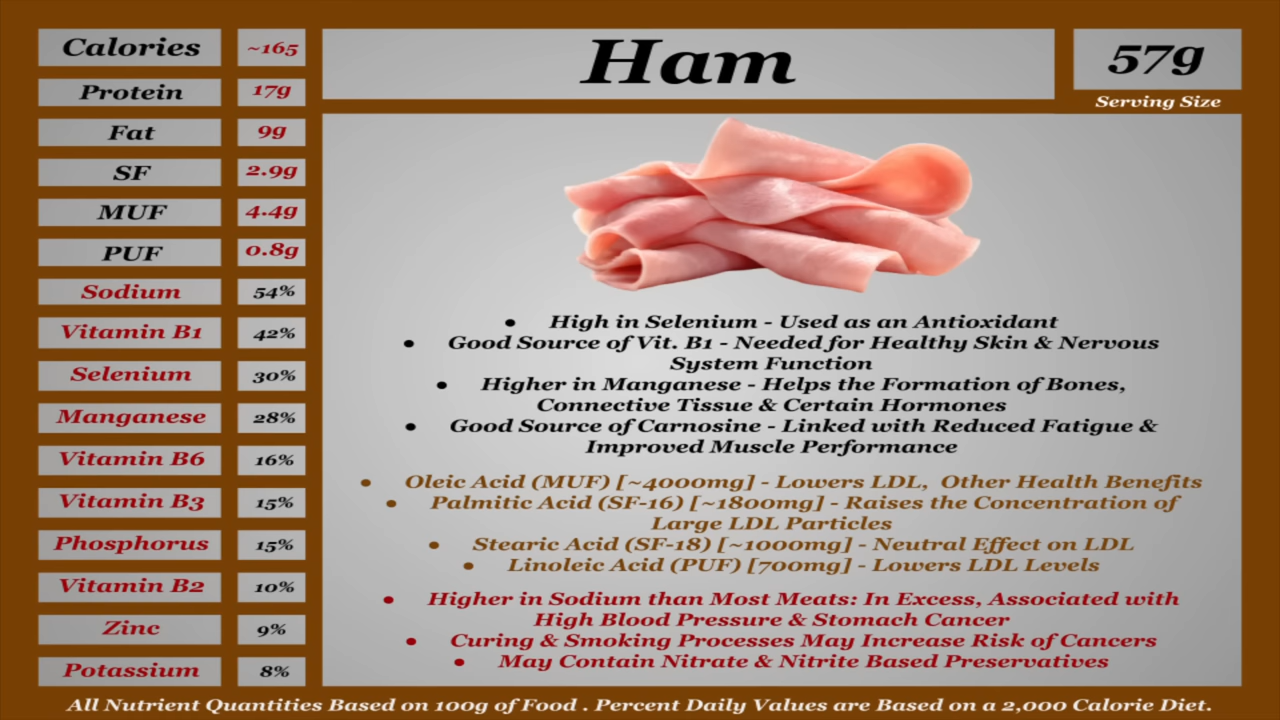 Ham
57g
Serving Size
Calories ~165
Protein 17g
Fat 9g
SF 2.9g
MUF 4.4g
PUF 0.8g
Sodium 54%
Vitamin B1 42%
Selenium 30%
Manganese 28%
Vitamin B6 16%
Vitamin B3 15%
Phosphorus 15%
Vitamin B2 10%
Zinc 9%
Potassium 8%
● High in Selenium - Used as an Antioxidant
● Good Source of Vit. B1 - Needed for Healthy Skin & Nervous
System Function
● Higher in Manganese - Helps the Formation of Bones,
Connective Tissue & Certain Hormones
● Good Source of Carnosine - Linked with Reduced Fatigue &
Improved Muscle Performance
● Oleic Acid (MUF) [~4000mg] - Lowers LDL, Other Health Benefits
● Palmitic Acid (SF-16) [~1800mg] - Raises the Concentration of
Large LDL Particles
● Stearic Acid (SF-18) [~1000mg] - Neutral Effect on LDL
● Linoleic Acid (PUF) [700mg] - Lowers LDL Levels
● Higher in Sodium than Most Meats: In Excess, Associated with
High Blood Pressure & Stomach Cancer
● Curing & Smoking Processes May Increase Risk of Cancers
● May Contain Nitrate & Nitrite Based Preservatives
All Nutrient Quantities Based on 100g of Food . Percent Daily Values are Based on a 2,000 Calorie Diet.